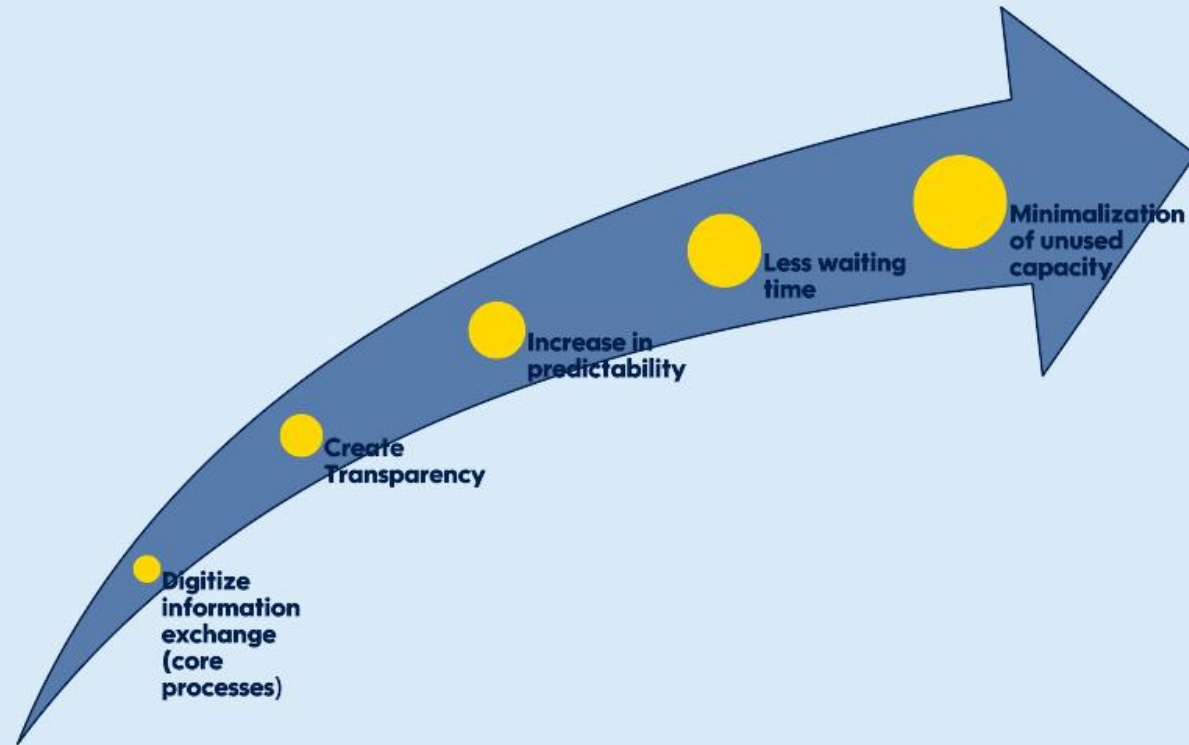 Minimalization
of unused
capacity
Less waiting
time
Increase in
predictability
Create
Transparency
Digitize
information
exchange
(core
processes)